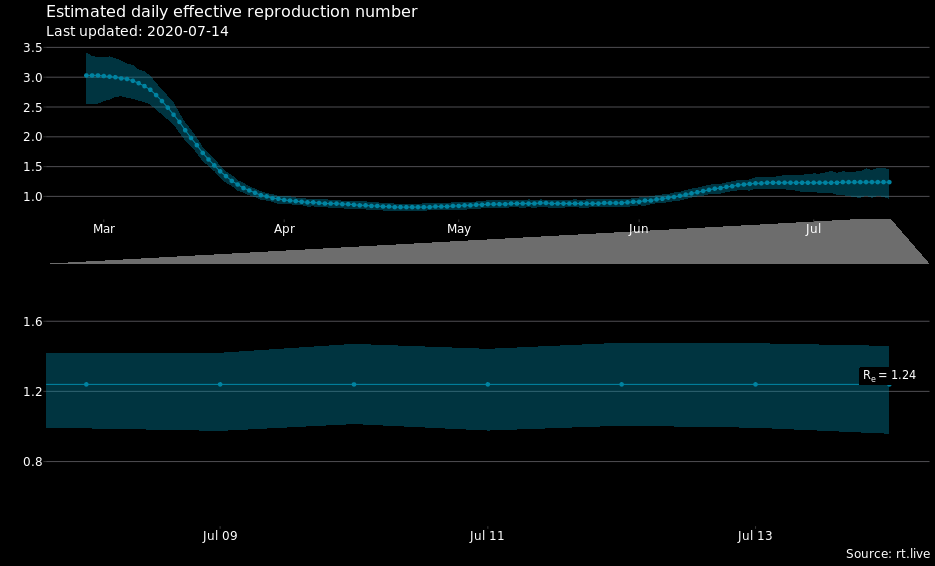 Estimated daily effective reproduction number
Last updated: 2020-07-14
3.5
3.0
2.5
2.0
1.5
1.0
Mar Apr May Jun Jul
1.6
1.2
0.8
Re = 1.24
Jul 09 Jul 11 Jul 13
Source: rt.live